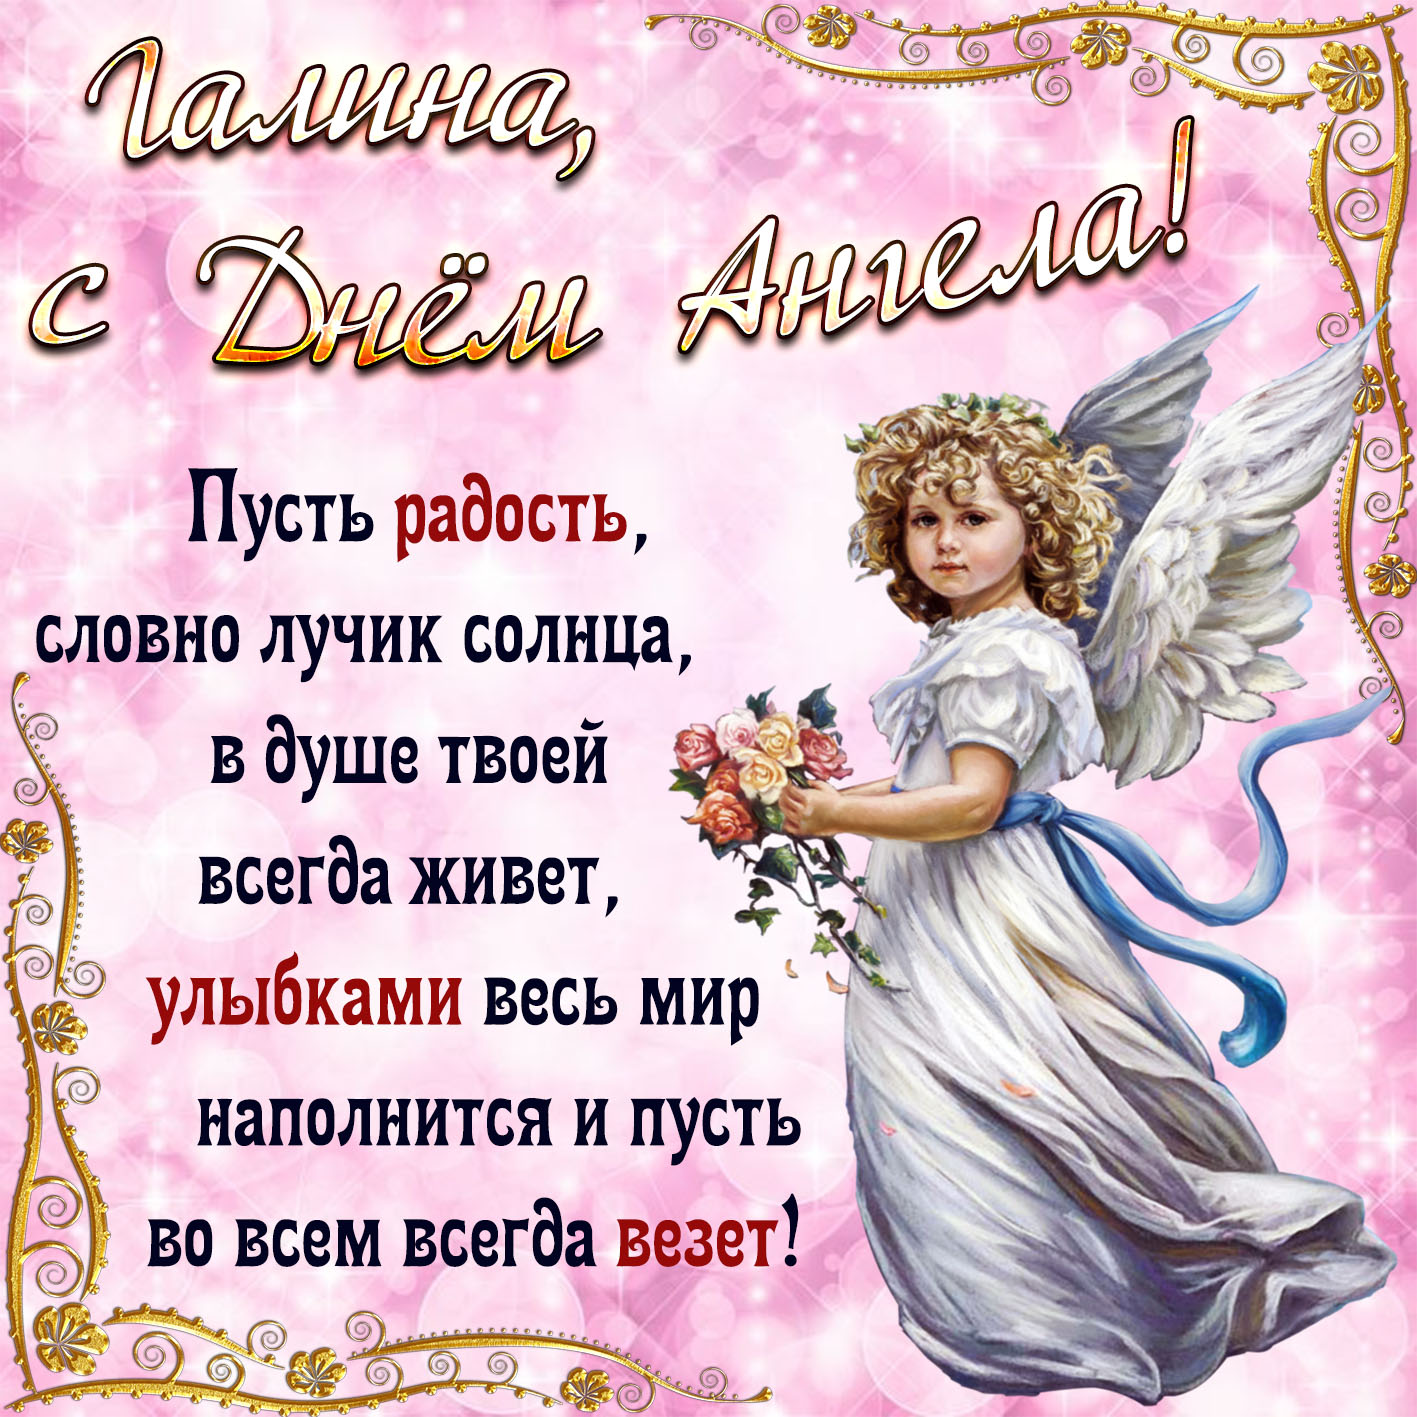 Галина,
с Днём Ангела!
Пусть радость,
словно лучик солнца,
в душе твоей
всегда живет,
улыбками весь мир
наполнится и пусть
во всем всегда везет!